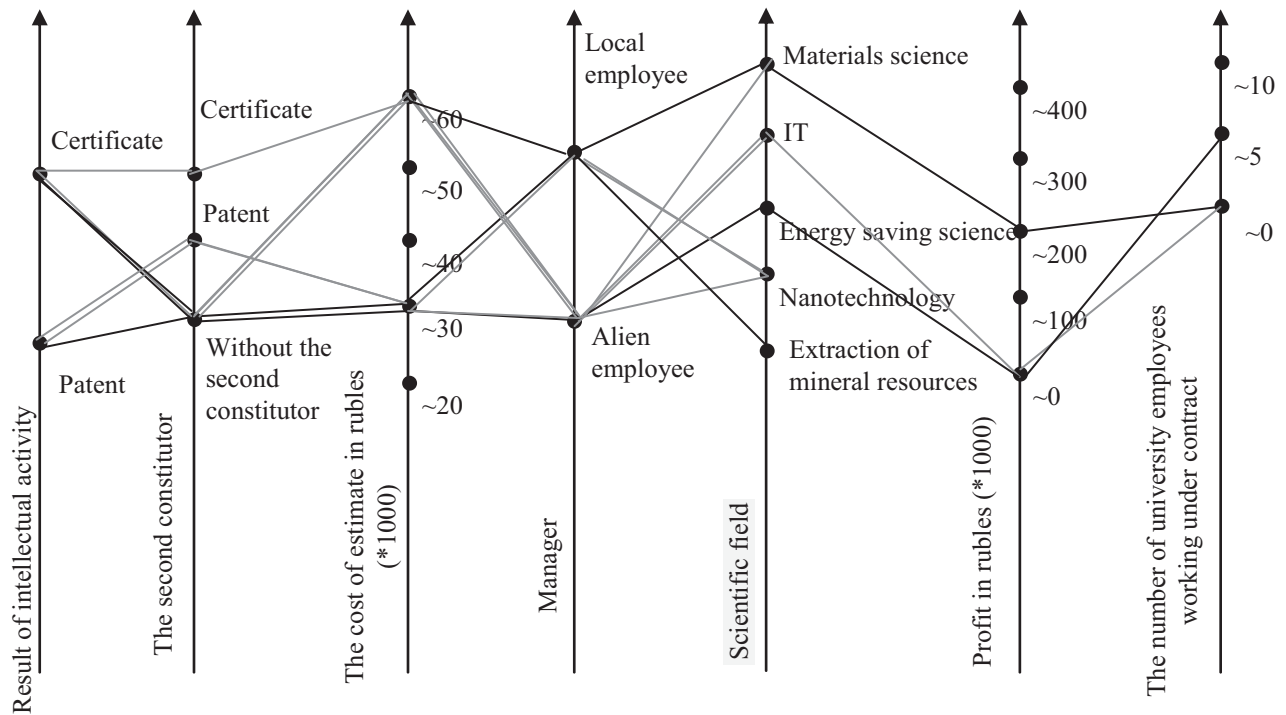 Certificate
Patent
Result of intellectual activity
Certificate
Patent
Without the
second
constitutor
The second constitutor
~60
~50
~40
~30
~20
The cost of estimate in rubles
(*1000)
Local
employee
Alien
employee
Manager
Materials science
IT
Energy saving science
Nanotechnology
Extraction of
mineral resources
Scientific field
~400
~300
~200
~100
~0
Profit in rubles (*1000)
~10
~5
~0
The number of university employees
working under contract